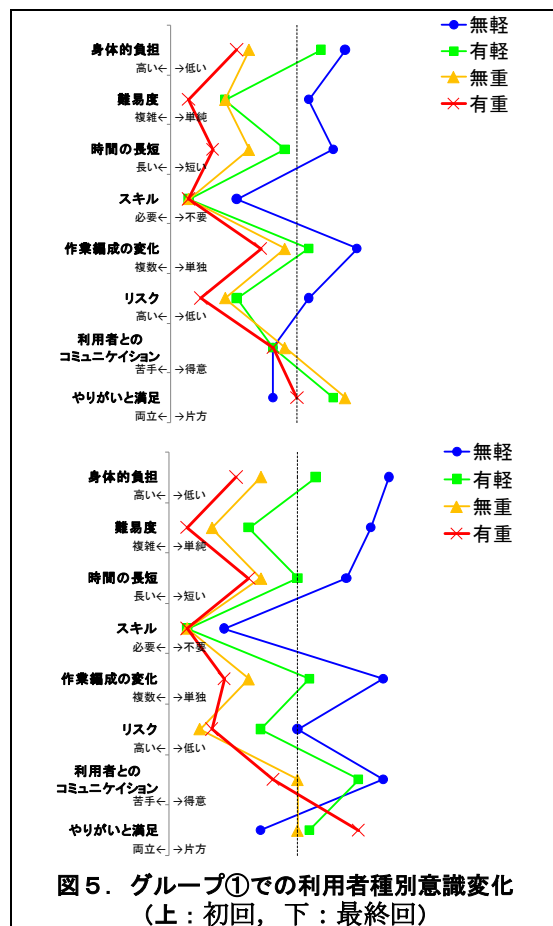 無軽
有軽
無重
有重
身体的負担
高い← →低い
難易度
複雑← →単純
時間の長短
長い← →短い
スキル
必要← →不要
作業編成の変化
複数← →単独
リスク
高い← →低い
利用者との
コミュニケイション
苦手← →得意
やりがいと満足
両立← →片方
無軽
有軽
無重
有重
身体的負担
高い← →低い
難易度
複雑← →単純
時間の長短
長い← →短い
スキル
必要← →不要
作業編成の変化
複数← →単独
リスク
高い← →低い
利用者との
コミュニケイション
苦手← →得意
やりがいと満足
両立← →片方
図5．グループ①での利用者種別意識変化
（上：初回，下：最終回）